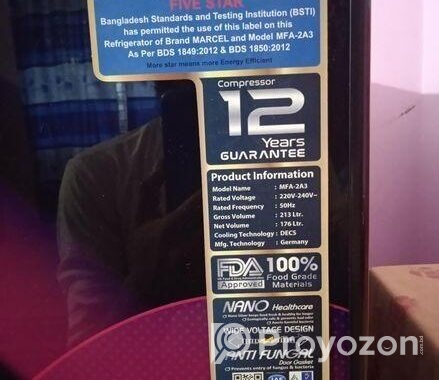 FIVE STAR
Bangladesh Standards and Testing Institution (BSTI)
has permitted the use of this label on this
Refrigerator of Brand MARCEL and Model MFA-2A3
As Per BDS 1849:2012 & BDS 1850:2012
More star means more Energy Efficient
Compressor
12
Years
GUARANTEE
Product Information
Model Name : MFA-2A3
Rated Voltage : 220V-240V~
Rated Frequency : 50Hz
Gross Volume : 213 Ltr.
Net Volume : 176 Ltr.
Cooling Technology : DECS
Mfg. Technology : Germany
FDA 100%
Approved Food Grade
Materials
NANO Healthcare
WIDE VOLTAGE DESIGN
ANTI FUNGAL
Door Gasket
Prevents entry of fungus & bacteria
Proyozon